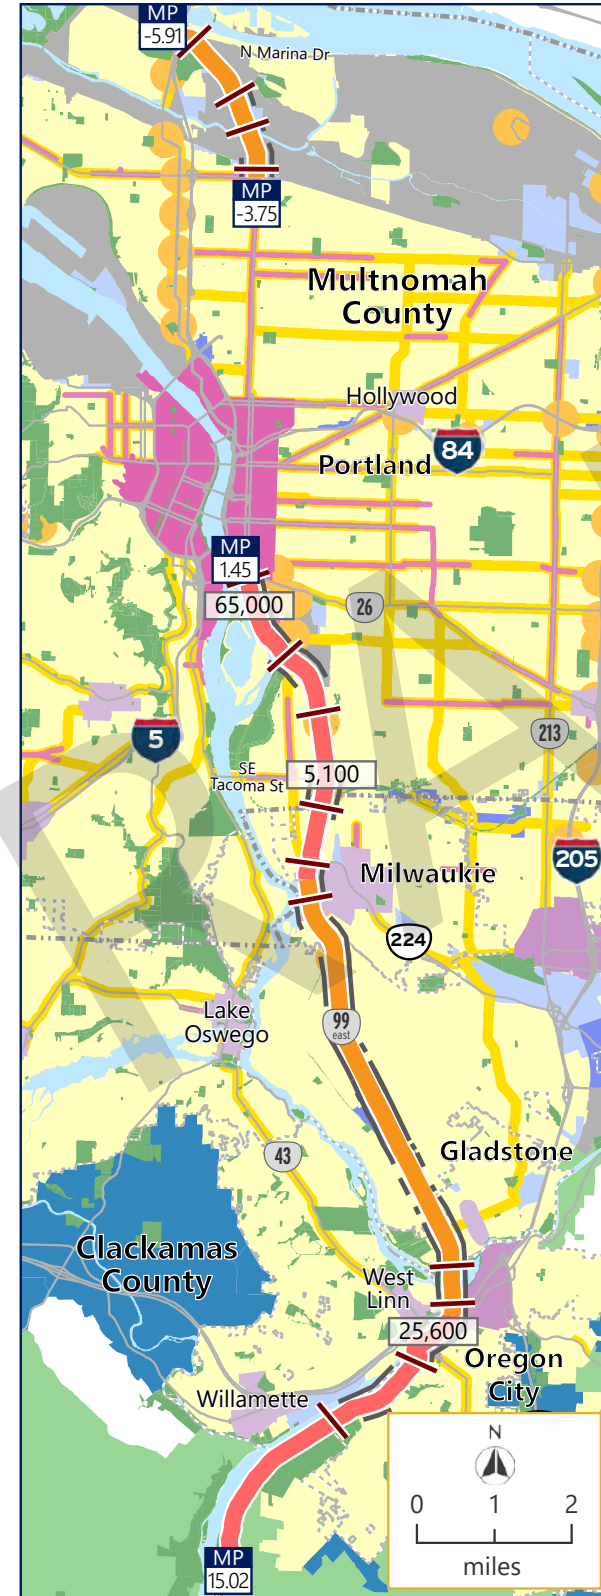 MP
-5.91
N Marina Dr
MP
-3.75
Multnomah
County
Hollywood
84
Portland
MP
1.45
65,000
26
213
5
SE
Tacoma St
5,100
205
Milwaukie
224
Lake
Oswego
99
east
43
Gladstone
Clackamas
County
West
Linn
25,600
Oregon
City
Willamette
N
0 1 2
miles
MP
15.02